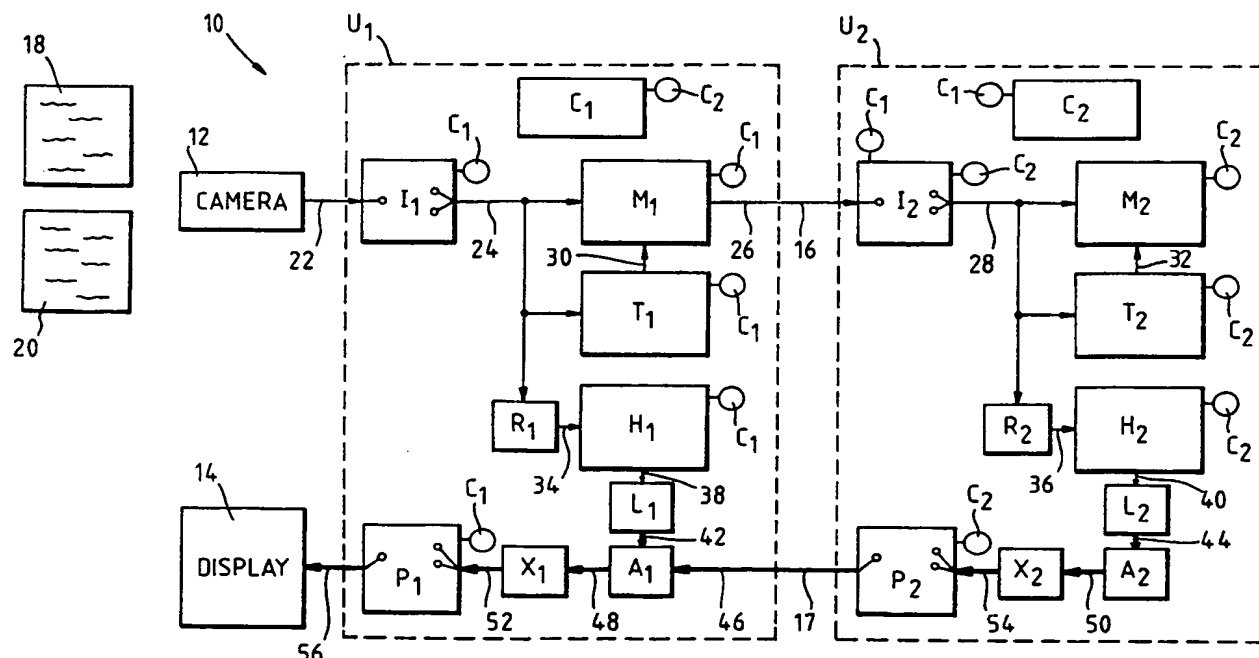 U1
U2
10
18
12
CAMERA
22
I1
C1
24
C1
C2
M1
C1
26
16
30
T1
C1
R1
34
H1
C1
38
L1
42
A1
48
X1
52
P1
C1
46
17
14
DISPLAY
56
20
C1
C2
C1
I2
C2
28
M2
C2
32
T2
C2
R2
36
H2
C2
40
L2
44
A2
50
X2
54
P2
C2